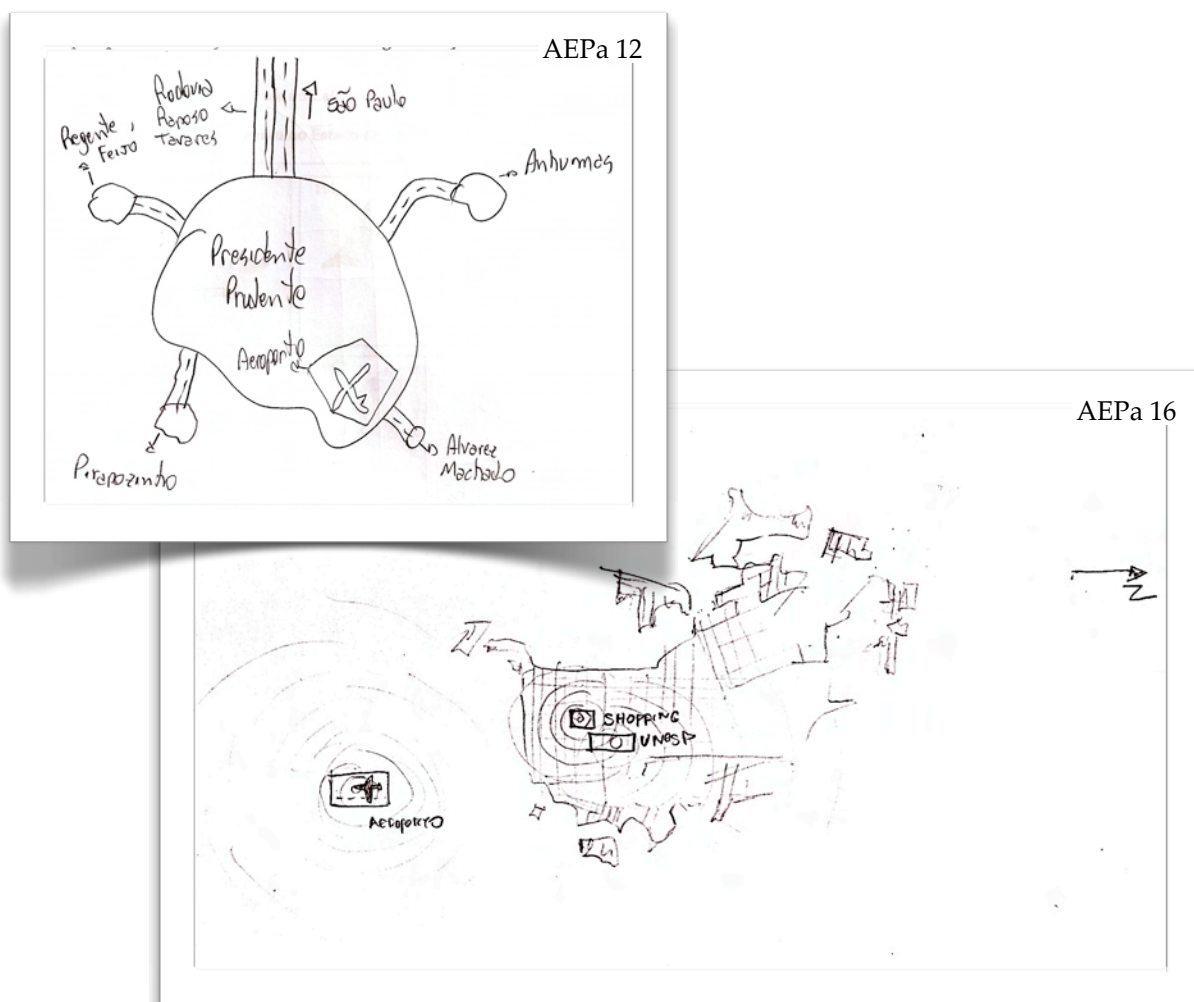 AEPa 12
Rodovia
Raposo
Tavares
São Paulo
Regente
Feijó
Anhumas
Presidente
Prudente
Aeroporto
Pirapozinho
Alvarez
Machado
AEPa 16
N
SHOPPING
UNESP
AEROPORTO